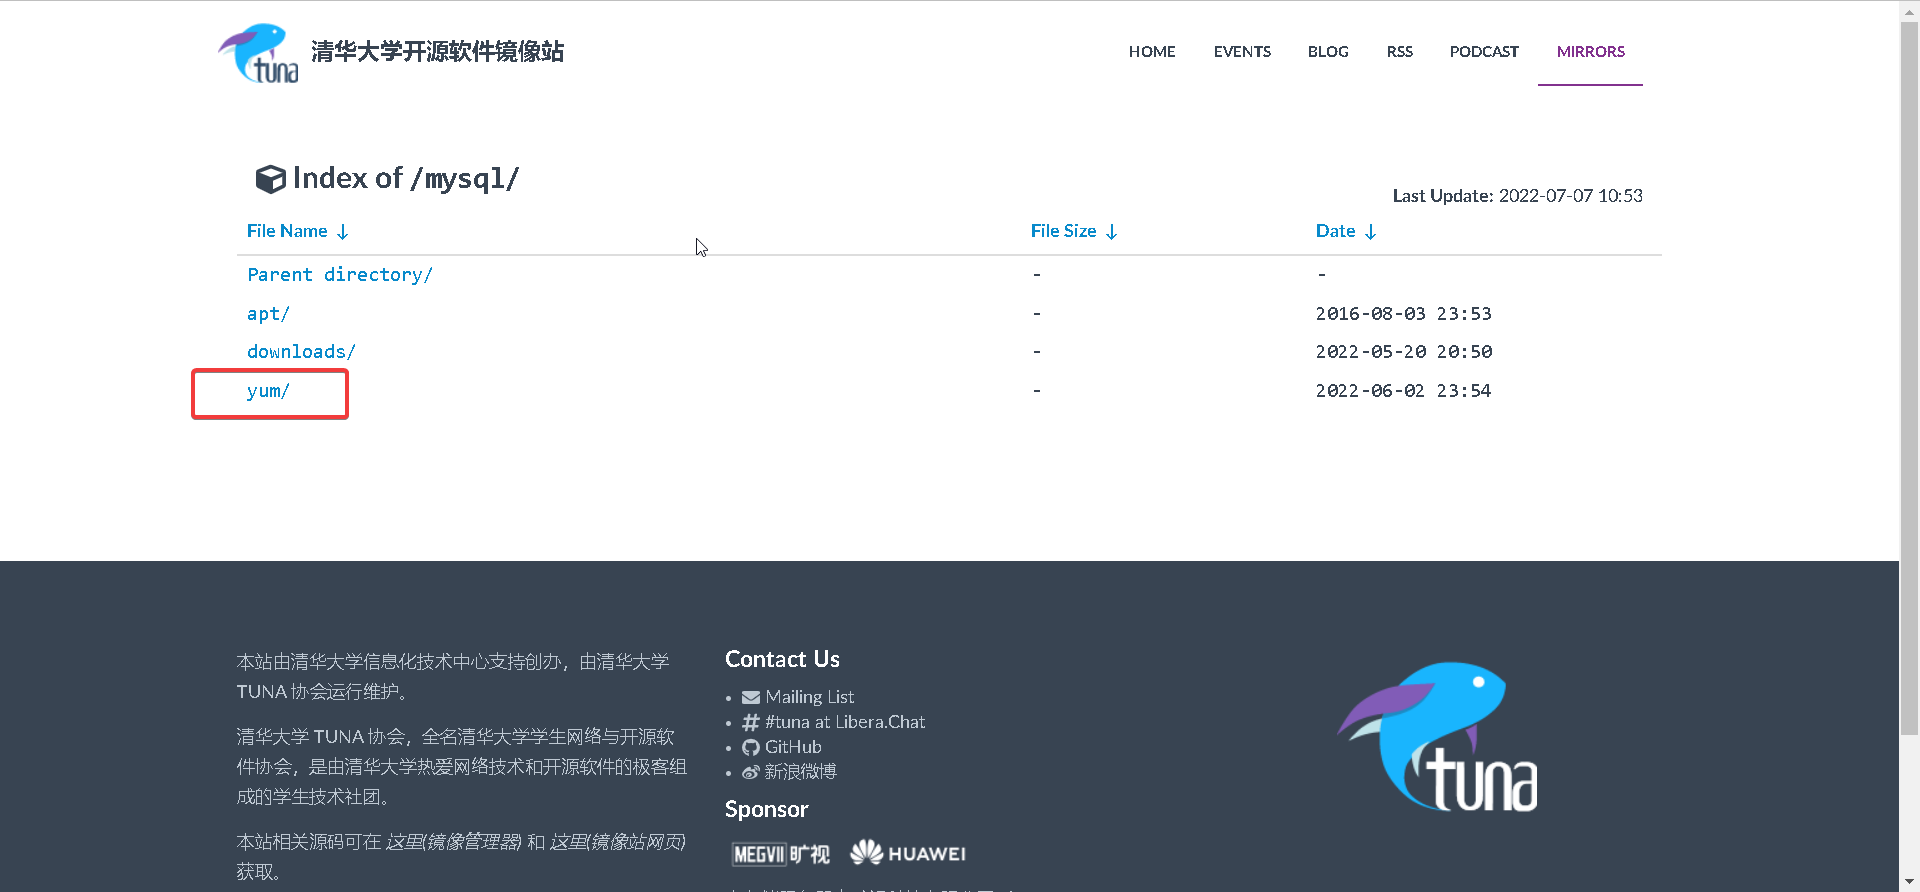 tuna 清华大学开源软件镜像站 HOME EVENTS BLOG RSS PODCAST MIRRORS
Index of /mysql/
Last Update: 2022-07-07 10:53
File Name ↓ File Size ↓ Date ↓
Parent directory/ - -
apt/ - 2016-08-03 23:53
downloads/ - 2022-05-20 20:50
yum/ - 2022-06-02 23:54
本站由清华大学信息化技术中心支持创办，由清华大学
TUNA 协会运行维护。
清华大学 TUNA 协会，全名清华大学学生网络与开源软
件协会，是由清华大学热爱网络技术和开源软件的极客组
成的学生技术社团。
本站相关源码可在 这里(镜像管理器) 和 这里(镜像站网页)
获取。
Contact Us
Mailing List
#tuna at Libera.Chat
GitHub
新浪微博
Sponsor
MEGVII 旷视 HUAWEI
tuna